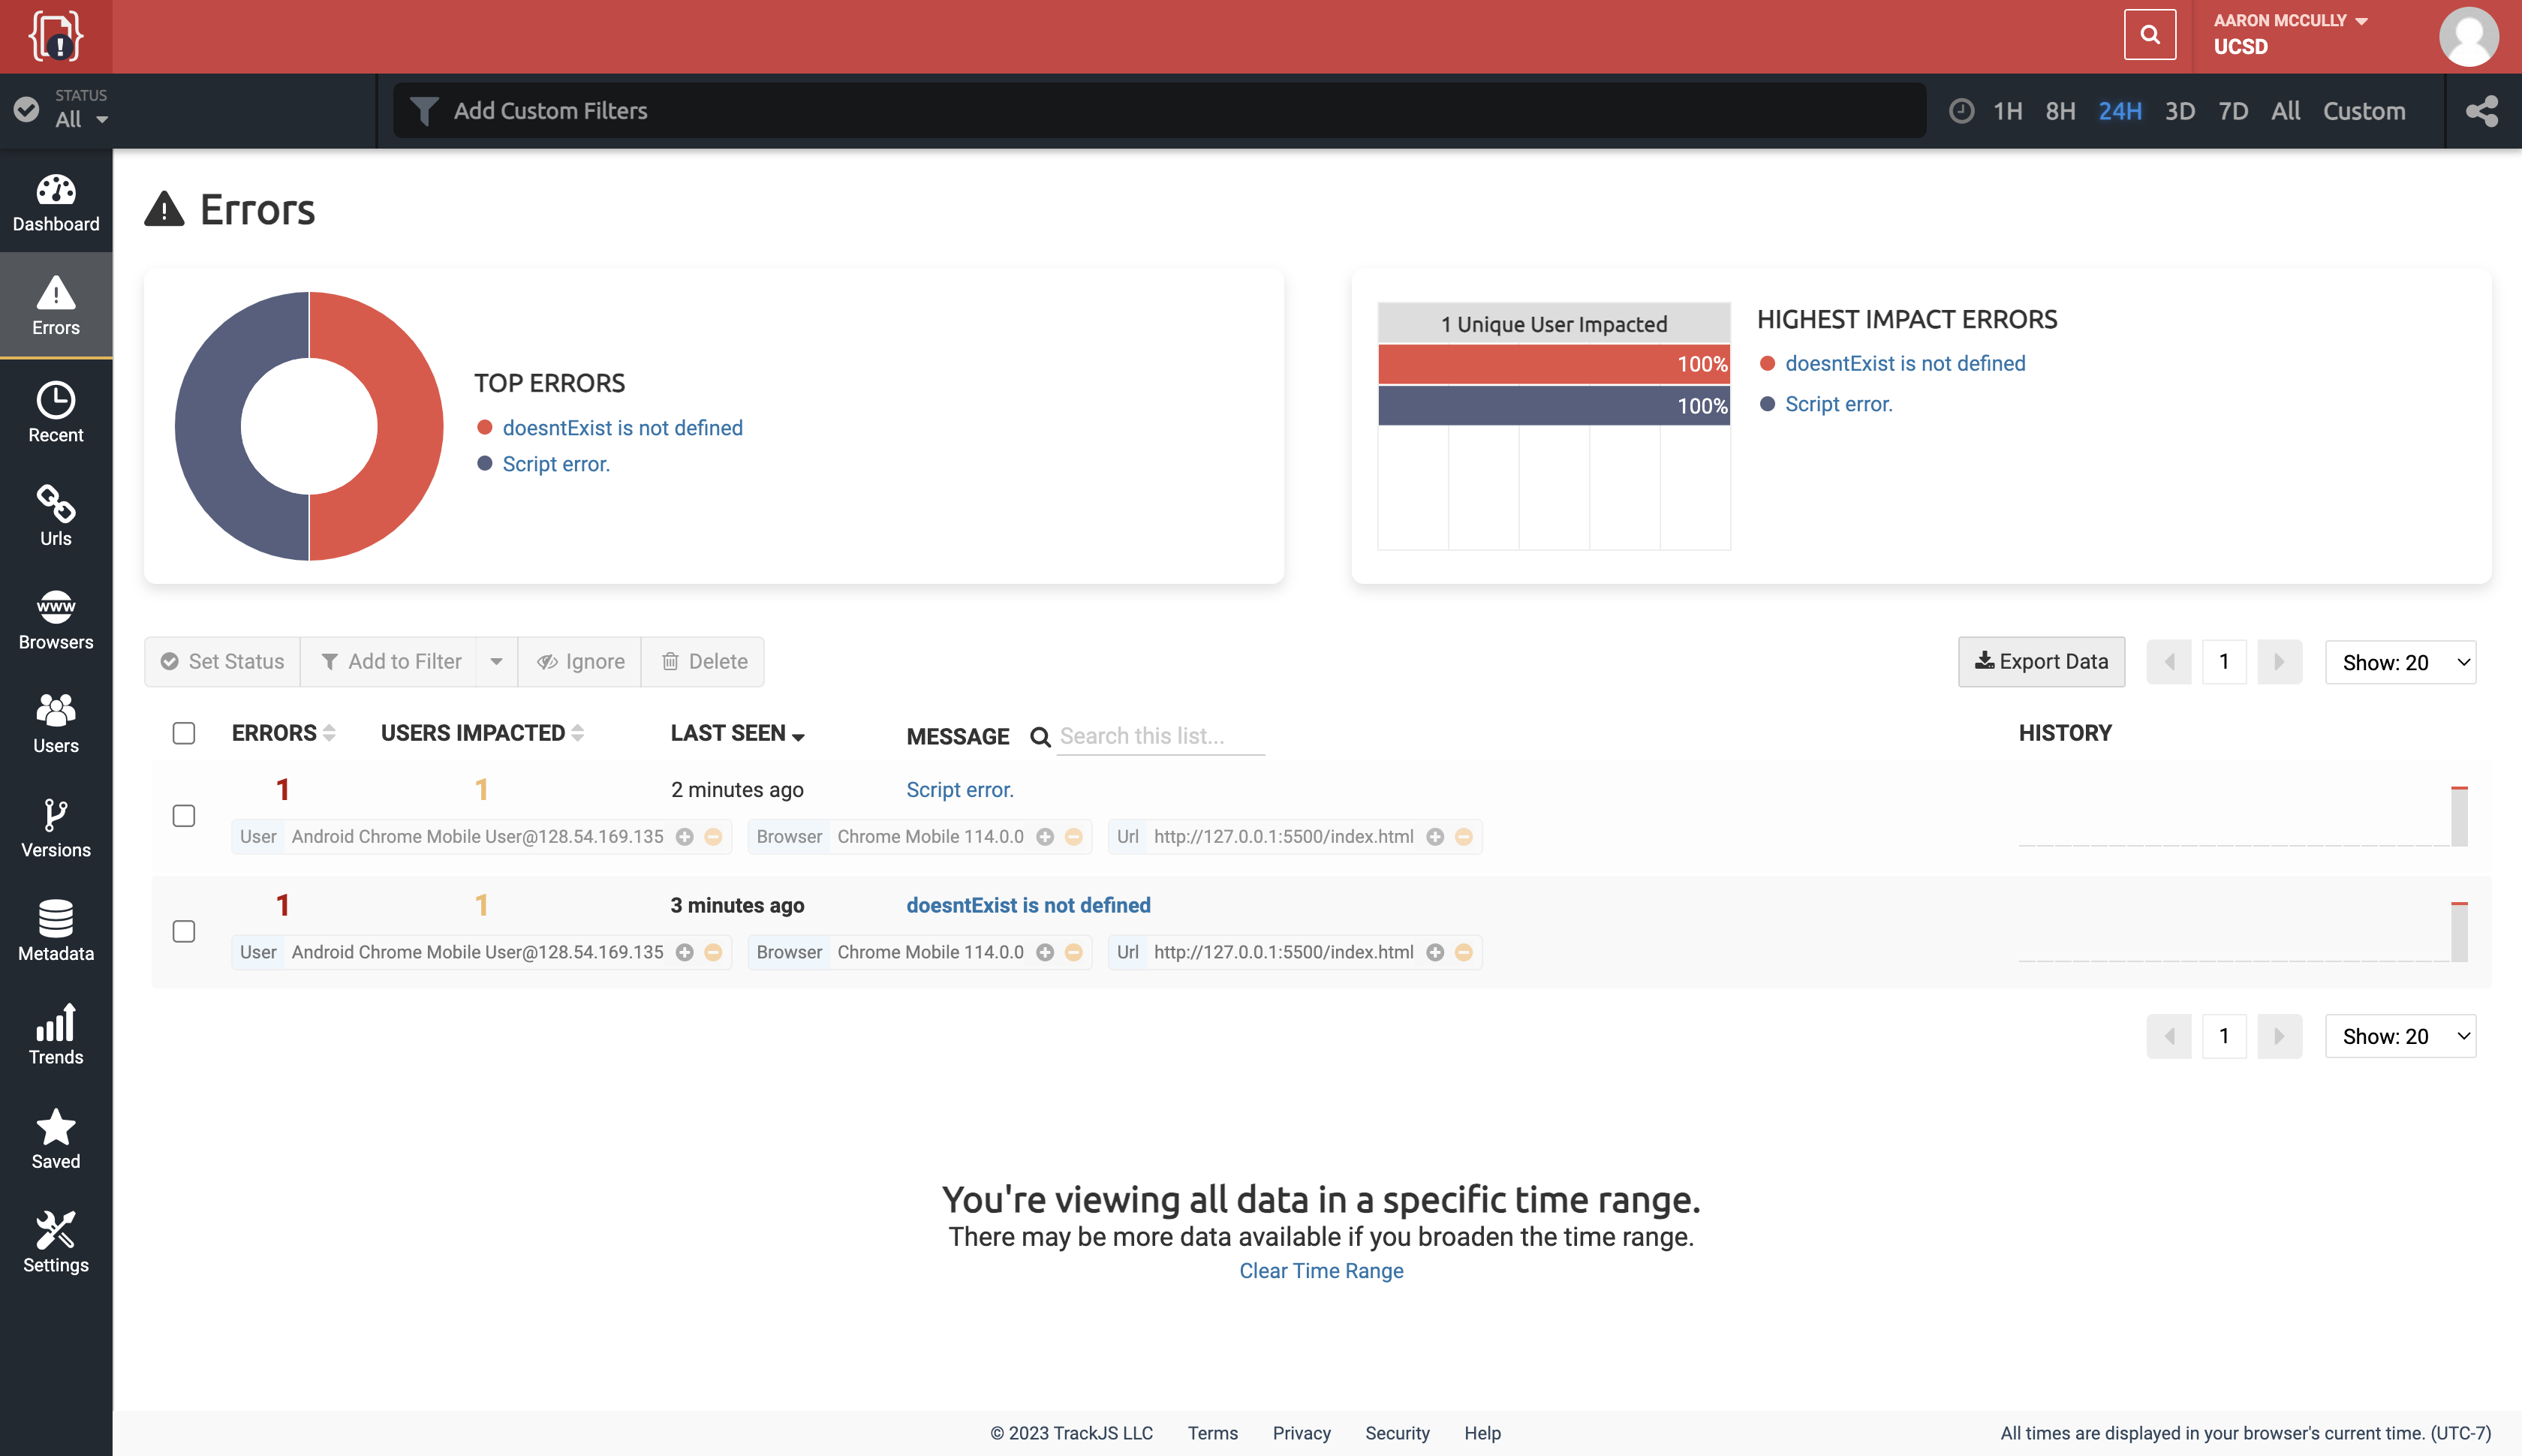 AARON MCCULLY
UCSD
STATUS
All
Add Custom Filters
1H 8H 24H 3D 7D All Custom
Dashboard
Errors
Recent
Urls
www
Browsers
Users
Versions
Metadata
Trends
Saved
Settings
Errors
TOP ERRORS
doesntExist is not defined
Script error.
1 Unique User Impacted
100%
100%
HIGHEST IMPACT ERRORS
doesntExist is not defined
Script error.
Set Status Add to Filter Ignore Delete
Export Data 1 Show: 20
ERRORS USERS IMPACTED LAST SEEN MESSAGE Search this list... HISTORY
1 1 2 minutes ago Script error.
User Android Chrome Mobile User@128.54.169.135 Browser Chrome Mobile 114.0.0 Url http://127.0.0.1:5500/index.html
1 1 3 minutes ago doesntExist is not defined
User Android Chrome Mobile User@128.54.169.135 Browser Chrome Mobile 114.0.0 Url http://127.0.0.1:5500/index.html
1 Show: 20
You're viewing all data in a specific time range.
There may be more data available if you broaden the time range.
Clear Time Range
© 2023 TrackJS LLC Terms Privacy Security Help
All times are displayed in your browser's current time. (UTC-7)